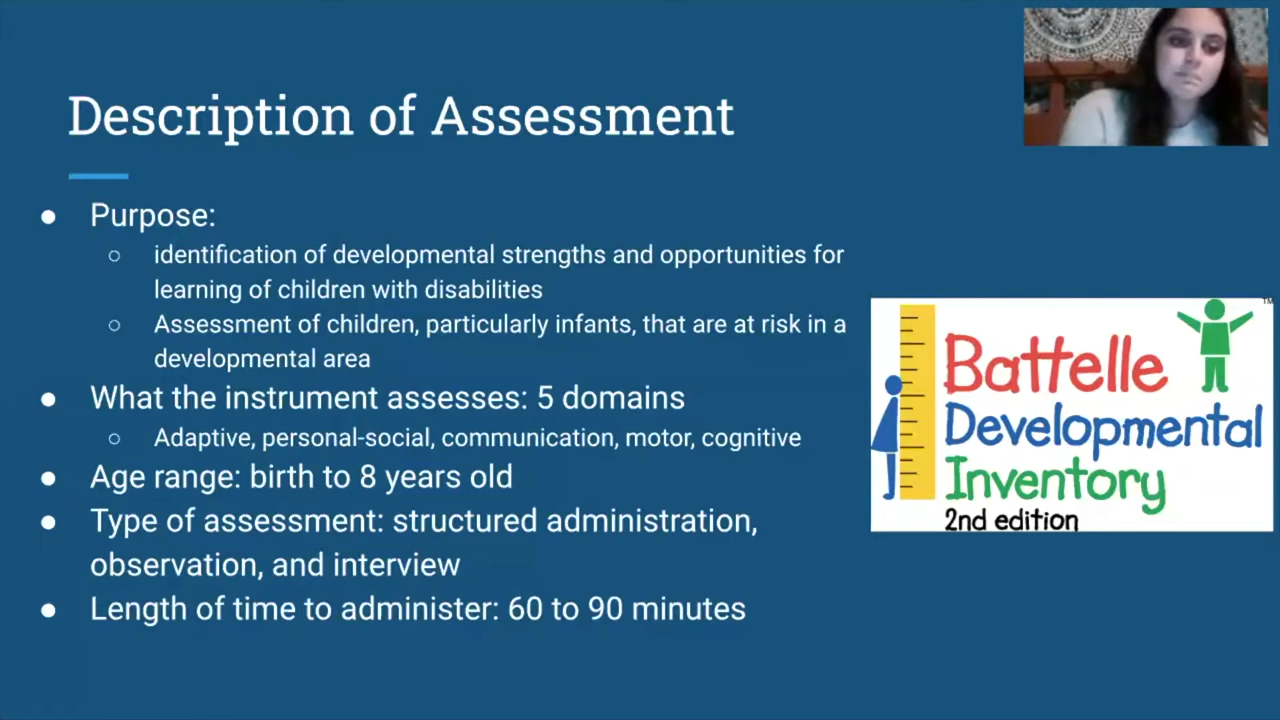 Description of Assessment
● Purpose:
○ identification of developmental strengths and opportunities for
learning of children with disabilities
○ Assessment of children, particularly infants, that are at risk in a
developmental area
● What the instrument assesses: 5 domains
○ Adaptive, personal-social, communication, motor, cognitive
● Age range: birth to 8 years old
● Type of assessment: structured administration,
observation, and interview
● Length of time to administer: 60 to 90 minutes
TM
Battelle
Developmental
Inventory
2nd edition